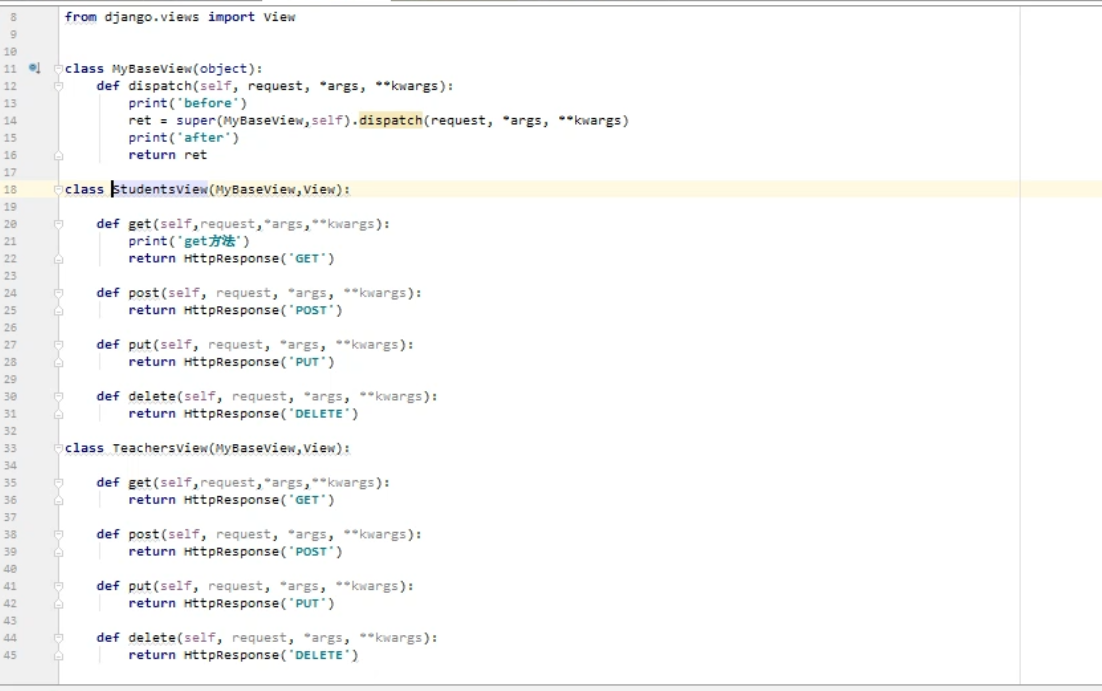 8 from django.views import View
9
10
11 class MyBaseView(object):
12     def dispatch(self, request, *args, **kwargs):
13         print('before')
14         ret = super(MyBaseView,self).dispatch(request, *args, **kwargs)
15         print('after')
16         return ret
17
18 class StudentsView(MyBaseView,View):
19
20     def get(self,request,*args,**kwargs):
21         print('get方法')
22         return HttpResponse('GET')
23
24     def post(self, request, *args, **kwargs):
25         return HttpResponse('POST')
26
27     def put(self, request, *args, **kwargs):
28         return HttpResponse('PUT')
29
30     def delete(self, request, *args, **kwargs):
31         return HttpResponse('DELETE')
32
33 class TeachersView(MyBaseView,View):
34
35     def get(self,request,*args,**kwargs):
36         return HttpResponse('GET')
37
38     def post(self, request, *args, **kwargs):
39         return HttpResponse('POST')
40
41     def put(self, request, *args, **kwargs):
42         return HttpResponse('PUT')
43
44     def delete(self, request, *args, **kwargs):
45         return HttpResponse('DELETE')